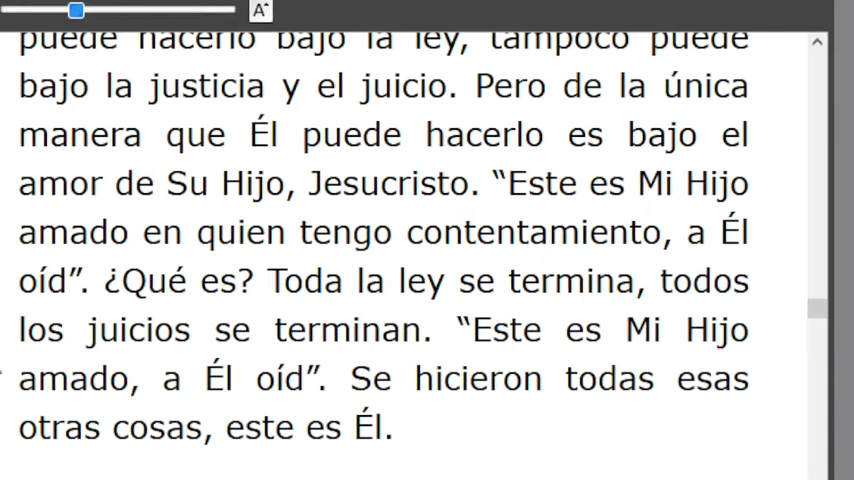 A
puede hacerlo bajo la ley, tampoco puede
bajo la justicia y el juicio. Pero de la única
manera que Él puede hacerlo es bajo el
amor de Su Hijo, Jesucristo. “Este es Mi Hijo
amado en quien tengo contentamiento, a Él
oíd”. ¿Qué es? Toda la ley se termina, todos
los juicios se terminan. “Este es Mi Hijo
amado, a Él oíd”. Se hicieron todas esas
otras cosas, este es Él.